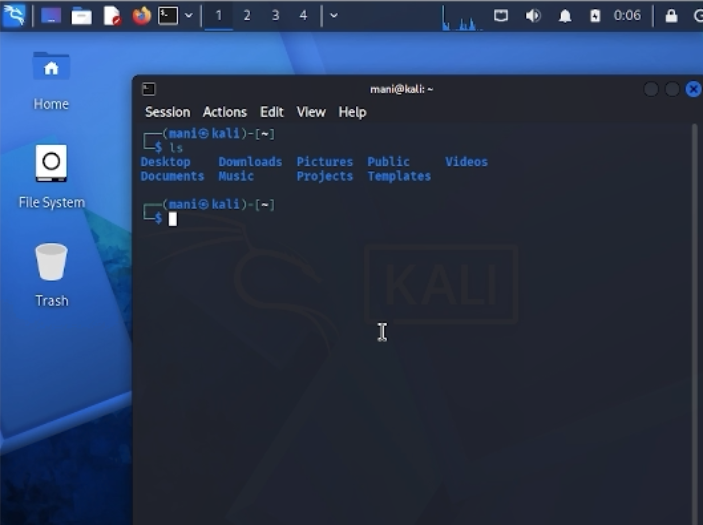 1 2 3 4 0:06
mani@kali: ~
Session Actions Edit View Help
┌──(mani㉿kali)-[~]
└─$ ls
Desktop Downloads Pictures Public Videos
Documents Music Projects Templates
┌──(mani㉿kali)-[~]
└─$
Home
File System
Trash
KALI